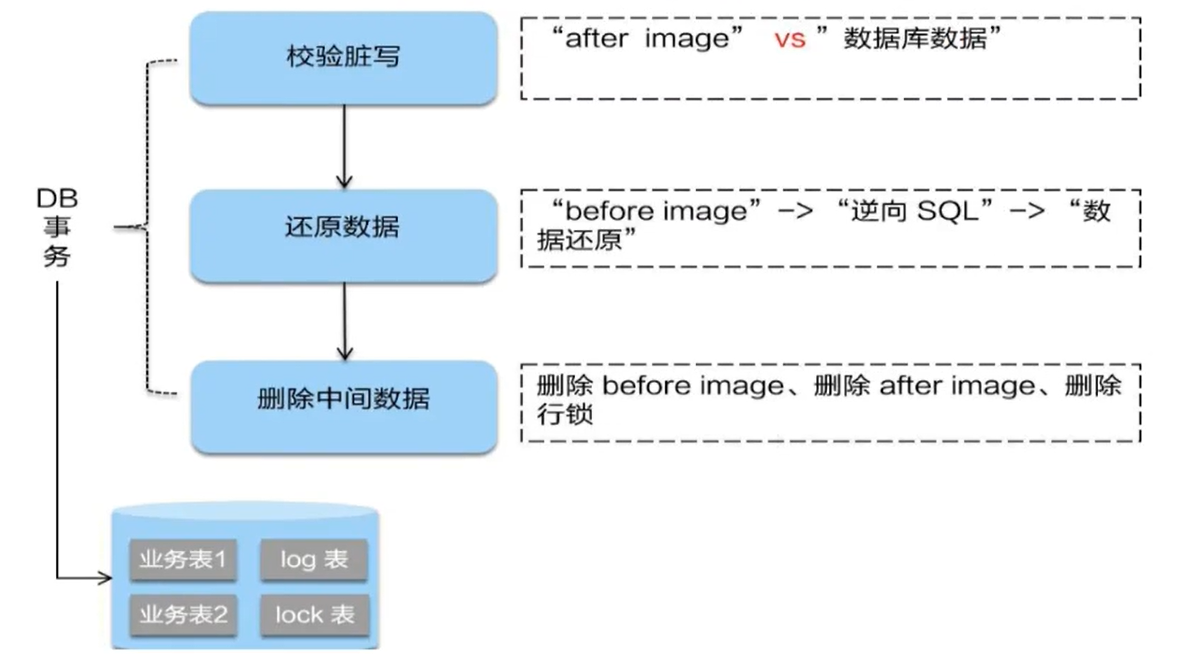 校验脏写
“after image” vs ”数据库数据”
DB
事
务
还原数据
“before image”–>“逆向 SQL”–>“数
据还原”
删除中间数据
删除 before image、删除 after image、删除
行锁
业务表1
log 表
业务表2
lock 表